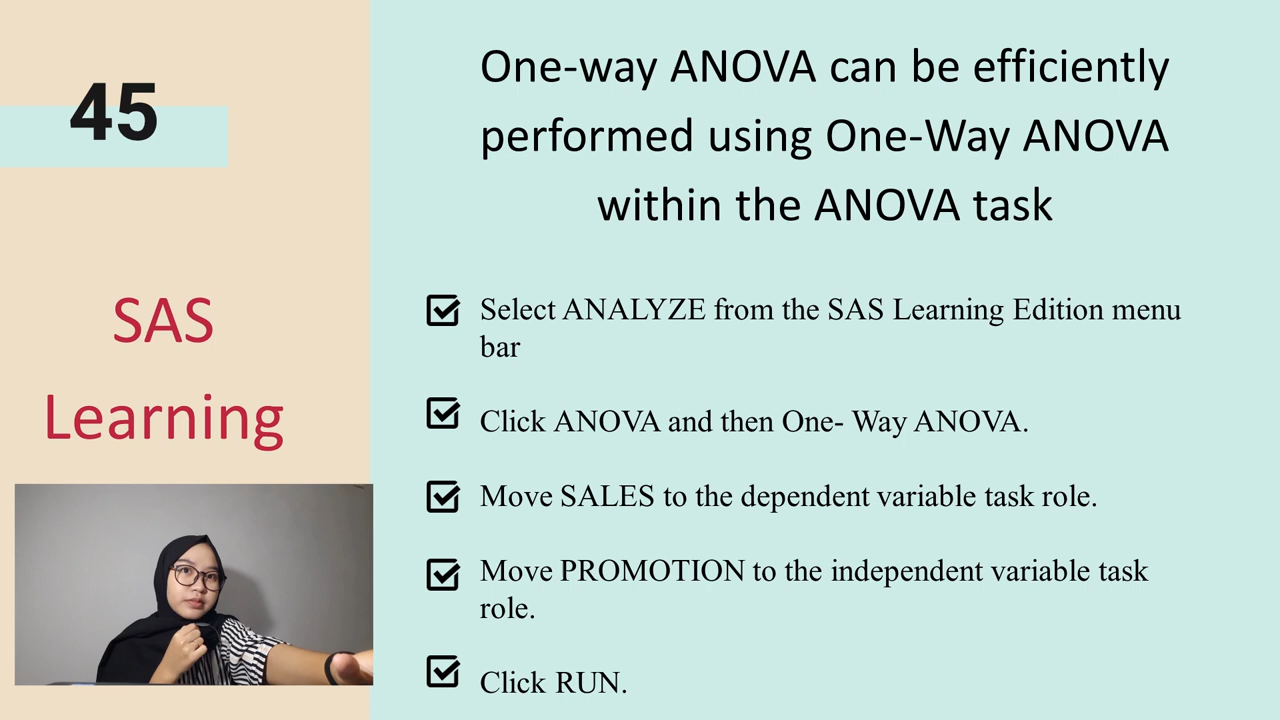 45
SAS
Learning
One-way ANOVA can be efficiently
performed using One-Way ANOVA
within the ANOVA task
Select ANALYZE from the SAS Learning Edition menu
bar
Click ANOVA and then One- Way ANOVA.
Move SALES to the dependent variable task role.
Move PROMOTION to the independent variable task
role.
Click RUN.